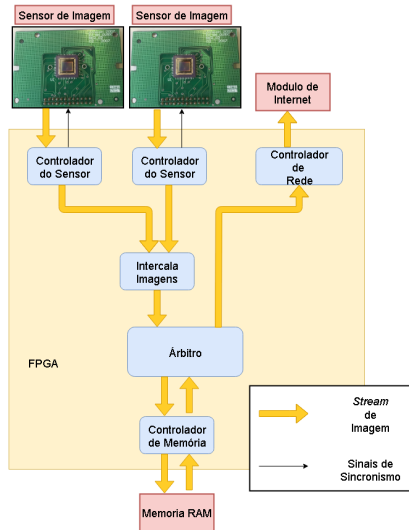 Sensor de Imagem
Sensor de Imagem
Modulo de
Internet
Controlador
do Sensor
Controlador
do Sensor
Controlador
de
Rede
Intercala
Imagens
Árbitro
FPGA
Controlador
de Memória
Memoria RAM
Stream
de
Imagem
Sinais de
Sincronismo